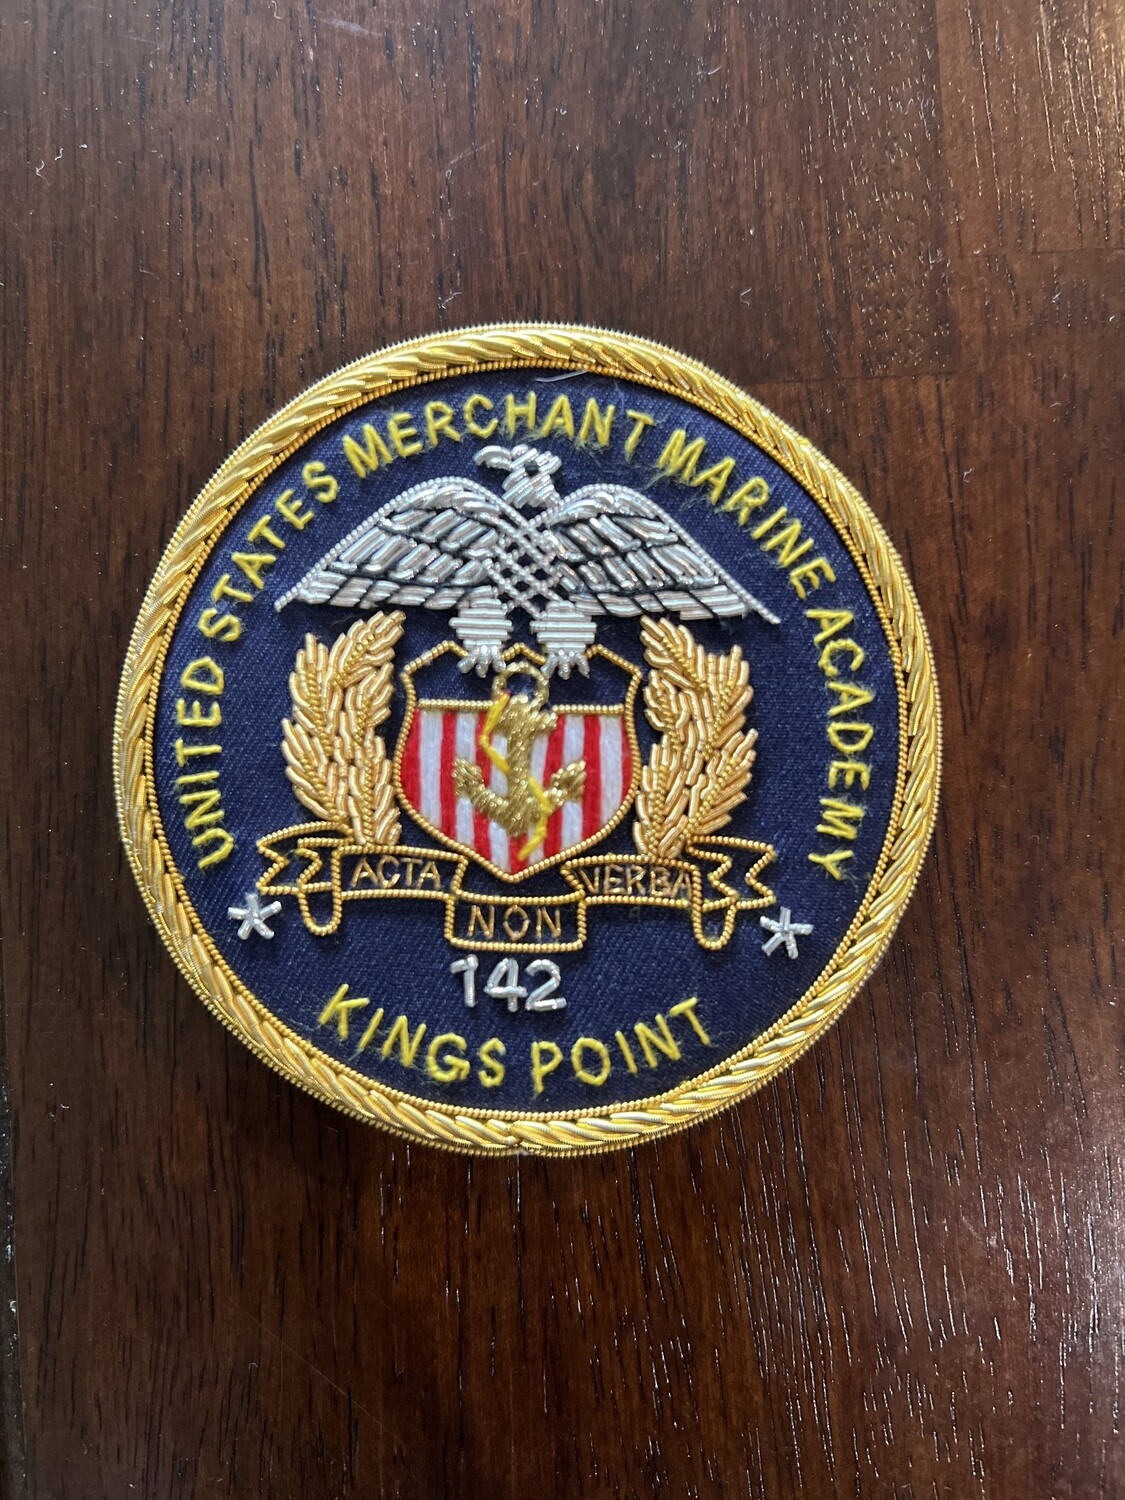 UNITED STATES MERCHANT MARINE ACADEMY
ACTA NON VERBA
142
KINGS POINT